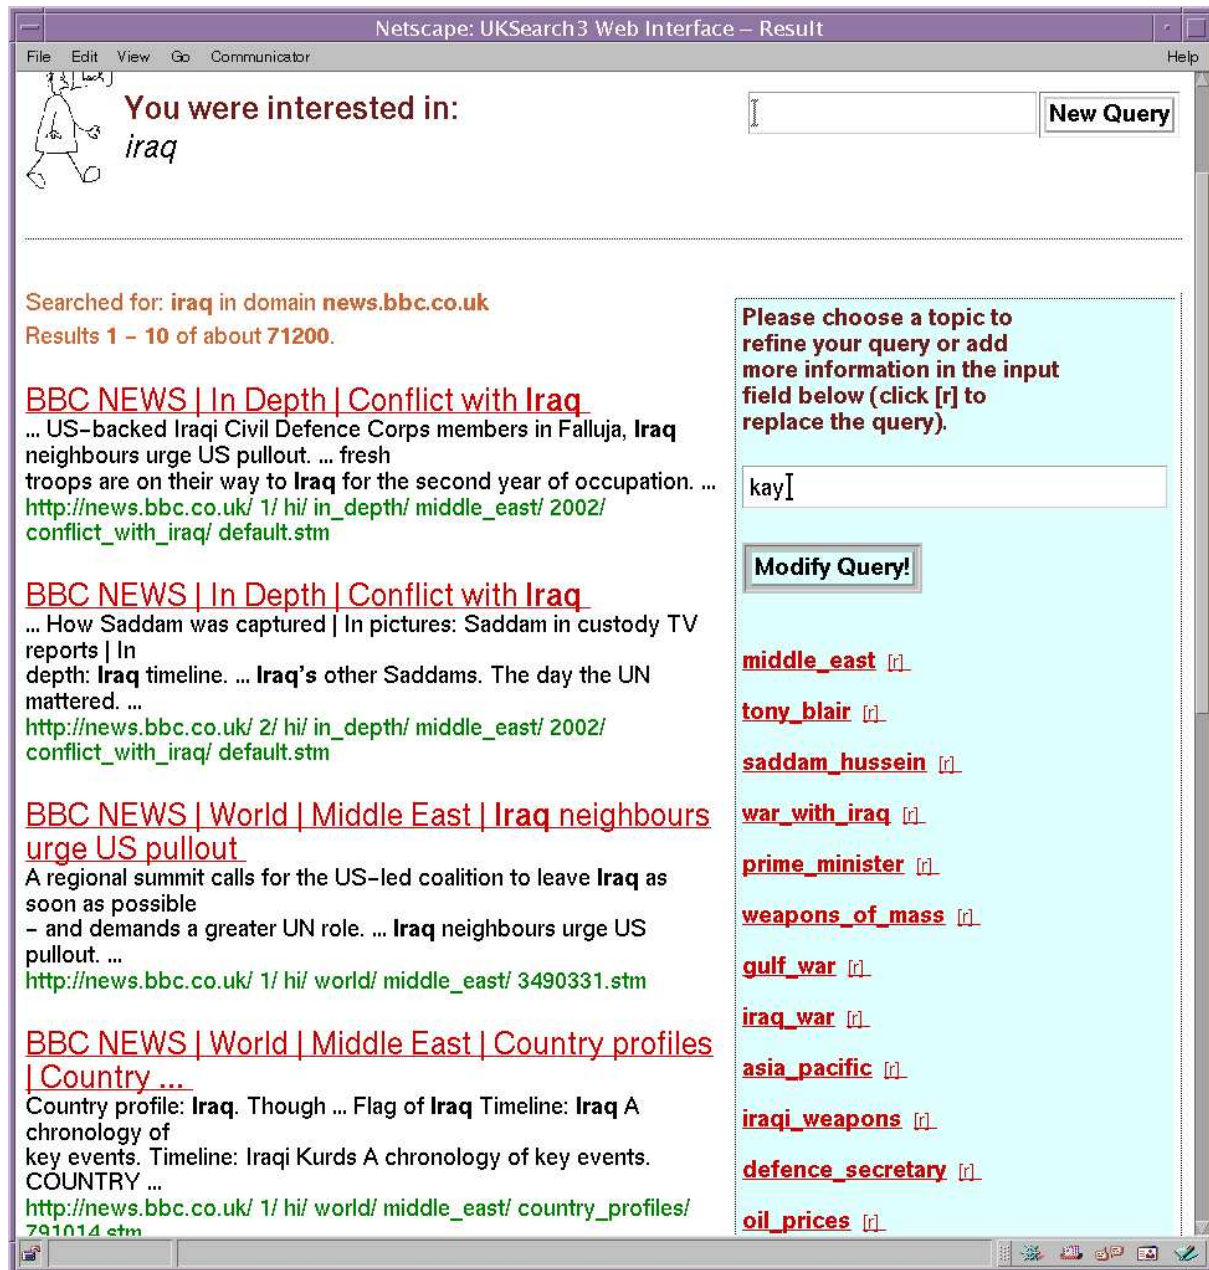 Netscape: UKSearch3 Web Interface – Result
File Edit View Go Communicator Help
You were interested in:
iraq
New Query
Searched for: iraq in domain news.bbc.co.uk
Results 1 – 10 of about 71200.
BBC NEWS | In Depth | Conflict with Iraq
... US–backed Iraqi Civil Defence Corps members in Falluja, Iraq
neighbours urge US pullout. ... fresh
troops are on their way to Iraq for the second year of occupation. ...
http://news.bbc.co.uk/ 1/ hi/ in_depth/ middle_east/ 2002/
conflict_with_iraq/ default.stm
BBC NEWS | In Depth | Conflict with Iraq
... How Saddam was captured | In pictures: Saddam in custody TV
reports | In
depth: Iraq timeline. ... Iraq's other Saddams. The day the UN
mattered. ...
http://news.bbc.co.uk/ 2/ hi/ in_depth/ middle_east/ 2002/
conflict_with_iraq/ default.stm
BBC NEWS | World | Middle East | Iraq neighbours
urge US pullout
A regional summit calls for the US–led coalition to leave Iraq as
soon as possible
– and demands a greater UN role. ... Iraq neighbours urge US
pullout. ...
http://news.bbc.co.uk/ 1/ hi/ world/ middle_east/ 3490331.stm
BBC NEWS | World | Middle East | Country profiles
| Country ...
Country profile: Iraq. Though ... Flag of Iraq Timeline: Iraq A
chronology of
key events. Timeline: Iraqi Kurds A chronology of key events.
COUNTRY ...
http://news.bbc.co.uk/ 1/ hi/ world/ middle_east/ country_profiles/
791014.stm
Please choose a topic to
refine your query or add
more information in the input
field below (click [r] to
replace the query).
kay
Modify Query!
middle_east [r]
tony_blair [r]
saddam_hussein [r]
war_with_iraq [r]
prime_minister [r]
weapons_of_mass [r]
gulf_war [r]
iraq_war [r]
asia_pacific [r]
iraqi_weapons [r]
defence_secretary [r]
oil_prices [r]